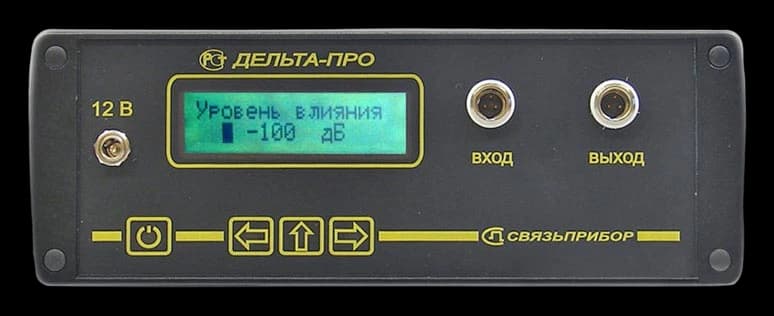 ДЕЛЬТА-ПРО
12 В
Уровень влияния
-100 дБ
ВХОД
ВЫХОД
СВЯЗЬПРИБОР